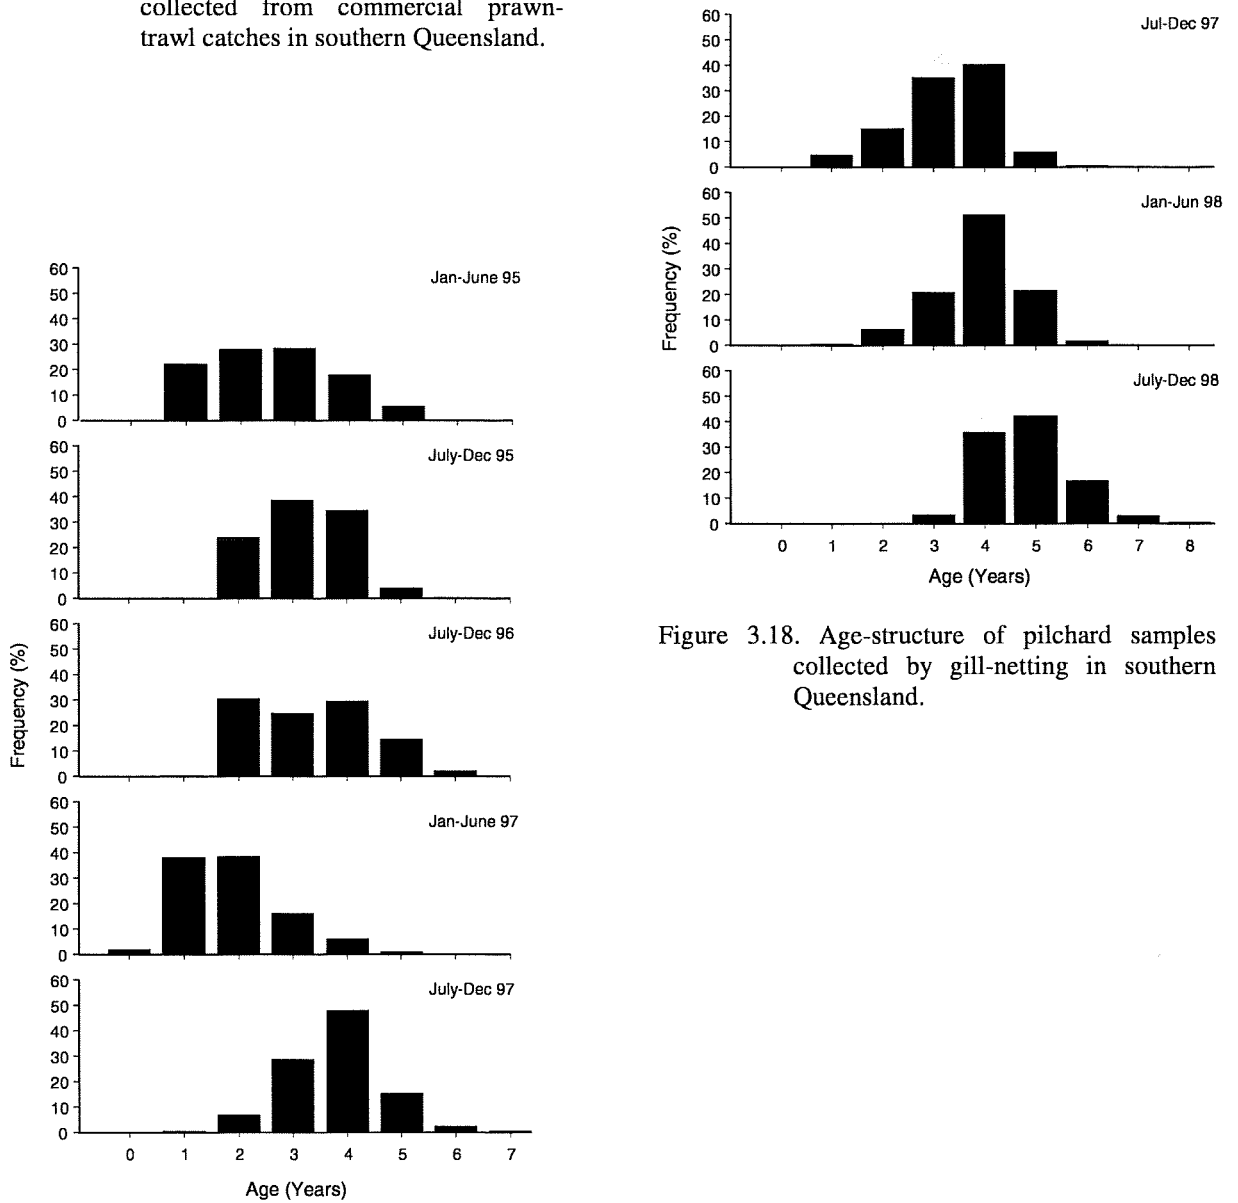 collected from commercial prawn-
trawl catches in southern Queensland.
Frequency (%)
60
50
40
30
20
10
0
Jan-June 95
60
50
40
30
20
10
0
July-Dec 95
60
50
40
30
20
10
0
July-Dec 96
60
50
40
30
20
10
0
Jan-June 97
60
50
40
30
20
10
0
July-Dec 97
0 1 2 3 4 5 6 7
Age (Years)
Frequency (%)
60
50
40
30
20
10
0
Jul-Dec 97
60
50
40
30
20
10
0
Jan-Jun 98
60
50
40
30
20
10
0
July-Dec 98
0 1 2 3 4 5 6 7 8
Age (Years)
Figure 3.18. Age-structure of pilchard samples
collected by gill-netting in southern
Queensland.